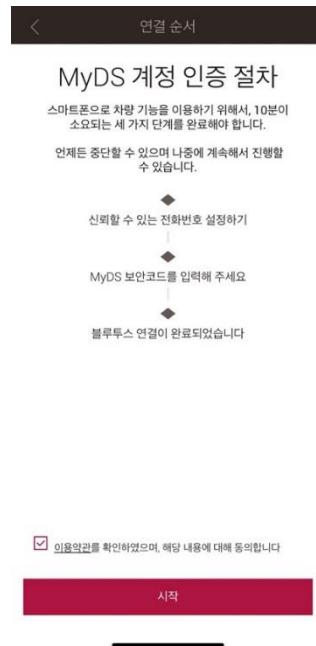 연결 순서
MyDS 계정 인증 절차
스마트폰으로 차량 기능을 이용하기 위해서, 10분이
소요되는 세 가지 단계를 완료해야 합니다.
언제든 중단할 수 있으며 나중에 계속해서 진행할
수 있습니다.
신뢰할 수 있는 전화번호 설정하기
MyDS 보안코드를 입력해 주세요
블루투스 연결이 완료되었습니다
이용약관를 확인하였으며, 해당 내용에 대해 동의합니다
시작